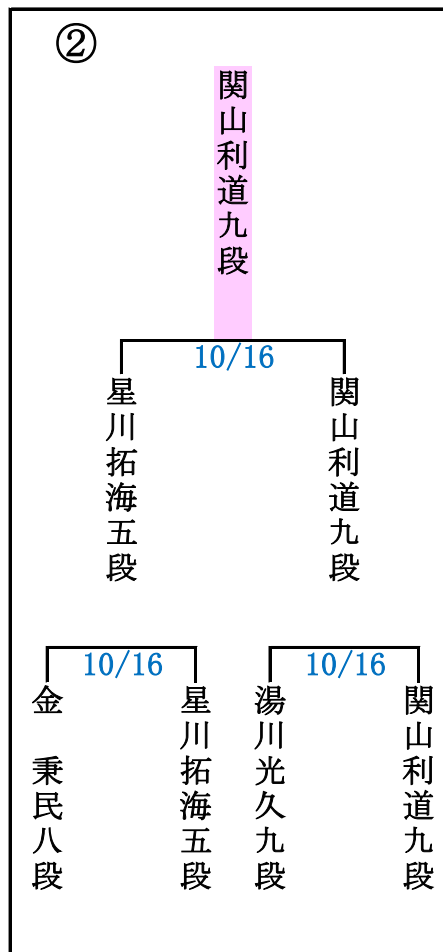 ②
関山利道九段
10/16
星川拓海五段
関山利道九段
10/16
10/16
金 秉民八段
星川拓海五段
湯川光久九段
関山利道九段